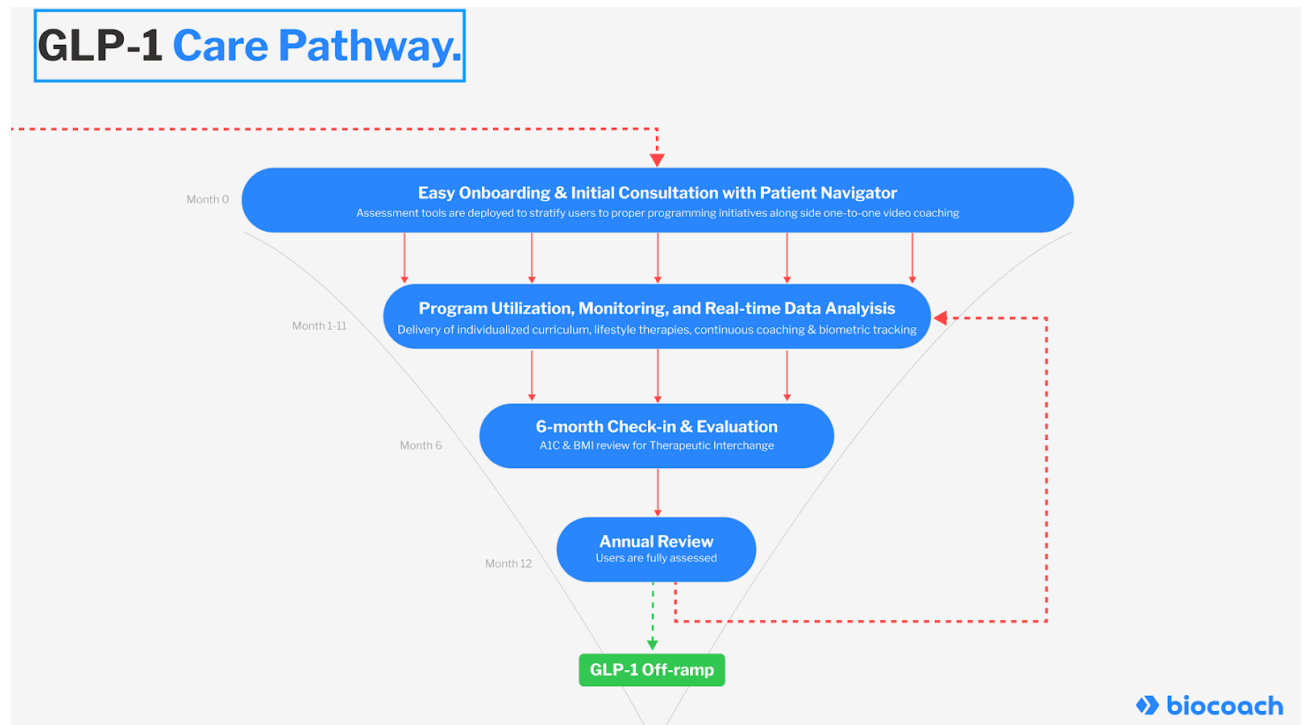 GLP-1 Care Pathway.
Month 0
Easy Onboarding & Initial Consultation with Patient Navigator
Assessment tools are deployed to stratify users to proper programming initiatives along side one-to-one video coaching
Month 1-11
Program Utilization, Monitoring, and Real-time Data Analyisis
Delivery of individualized curriculum, lifestyle therapies, continuous coaching & biometric tracking
Month 6
6-month Check-in & Evaluation
A1C & BMI review for Therapeutic Interchange
Month 12
Annual Review
Users are fully assessed
GLP-1 Off-ramp
biocoach